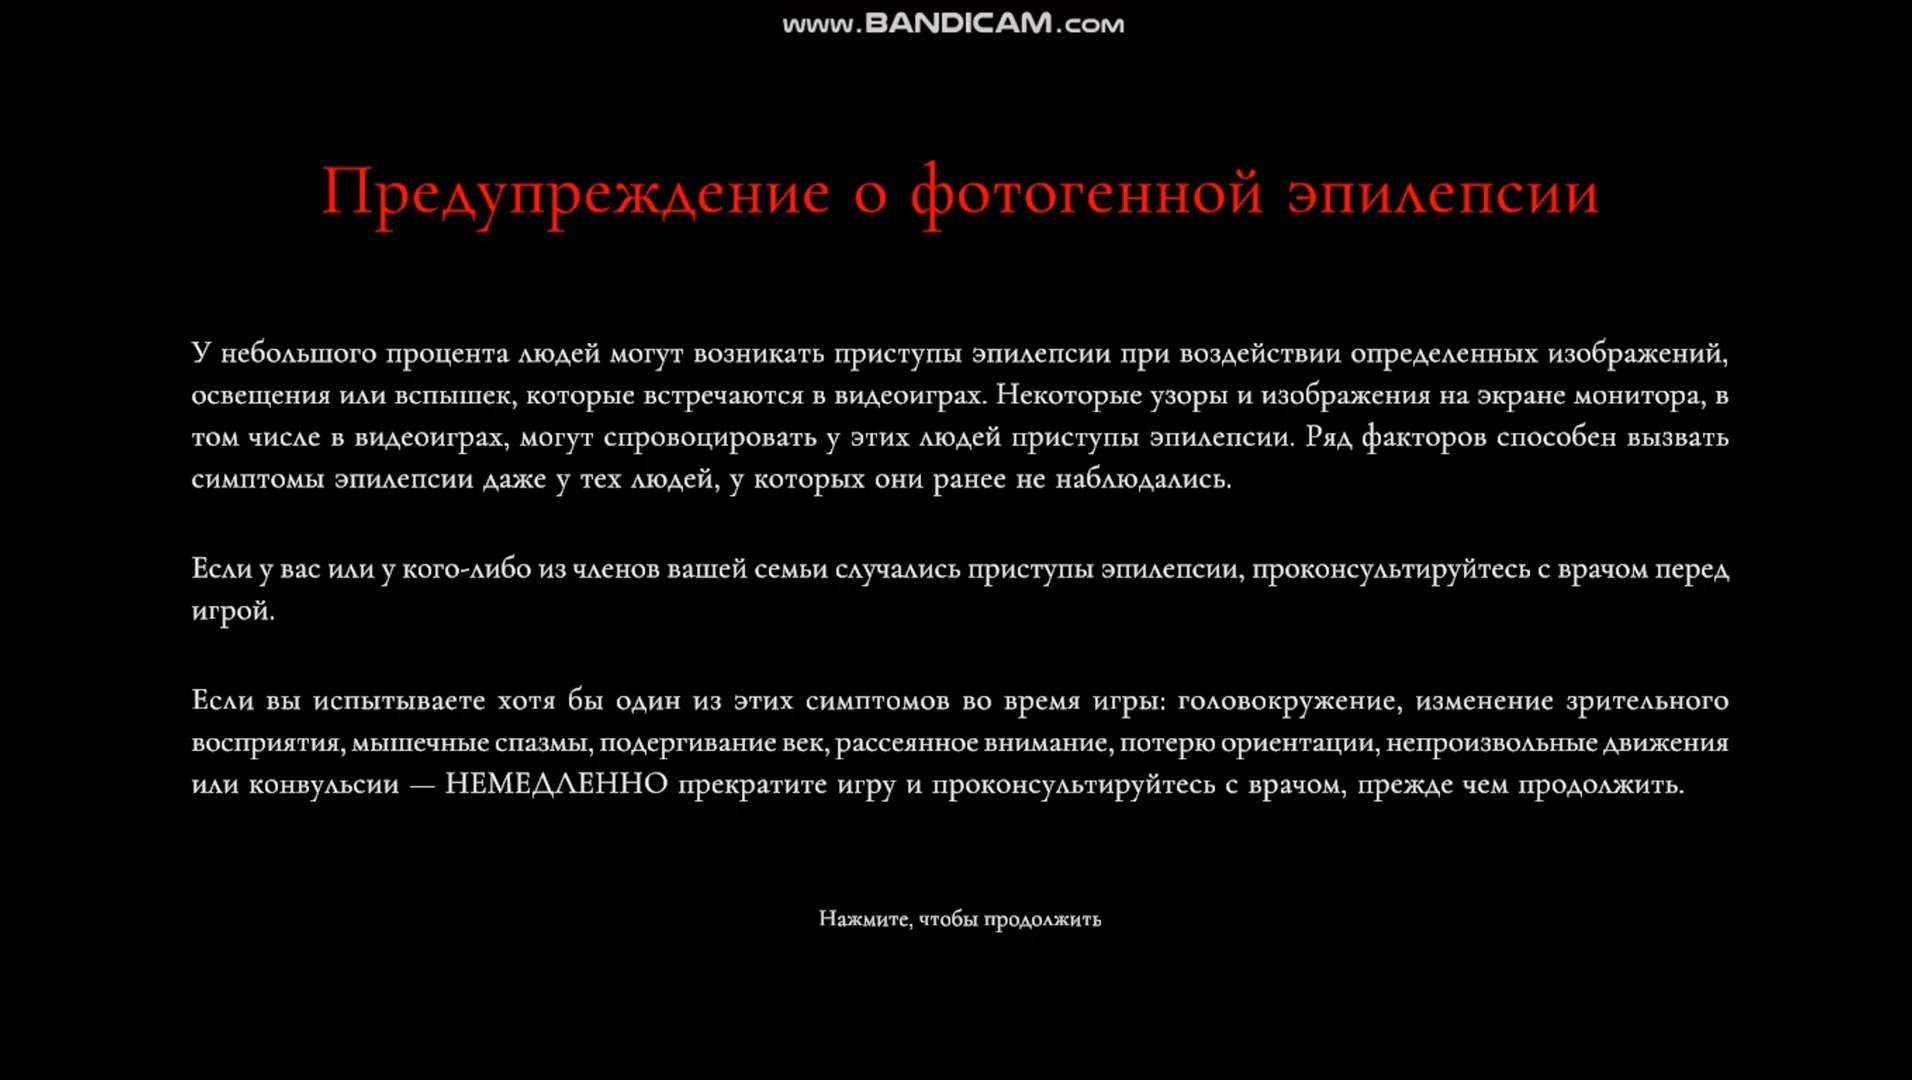 www.BANDICAM.com
Предупреждение о фотогенной эпилепсии
У небольшого процента людей могут возникать приступы эпилепсии при воздействии определенных изображений,
освещения или вспышек, которые встречаются в видеоиграх. Некоторые узоры и изображения на экране монитора, в
том числе в видеоиграх, могут спровоцировать у этих людей приступы эпилепсии. Ряд факторов способен вызвать
симптомы эпилепсии даже у тех людей, у которых они ранее не наблюдались.
Если у вас или у кого-либо из членов вашей семьи случались приступы эпилепсии, проконсультируйтесь с врачом перед
игрой.
Если вы испытываете хотя бы один из этих симптомов во время игры: головокружение, изменение зрительного
восприятия, мышечные спазмы, подергивание век, рассеянное внимание, потерю ориентации, непроизвольные движения
или конвульсии — НЕМЕДЛЕННО прекратите игру и проконсультируйтесь с врачом, прежде чем продолжить.
Нажмите, чтобы продолжить